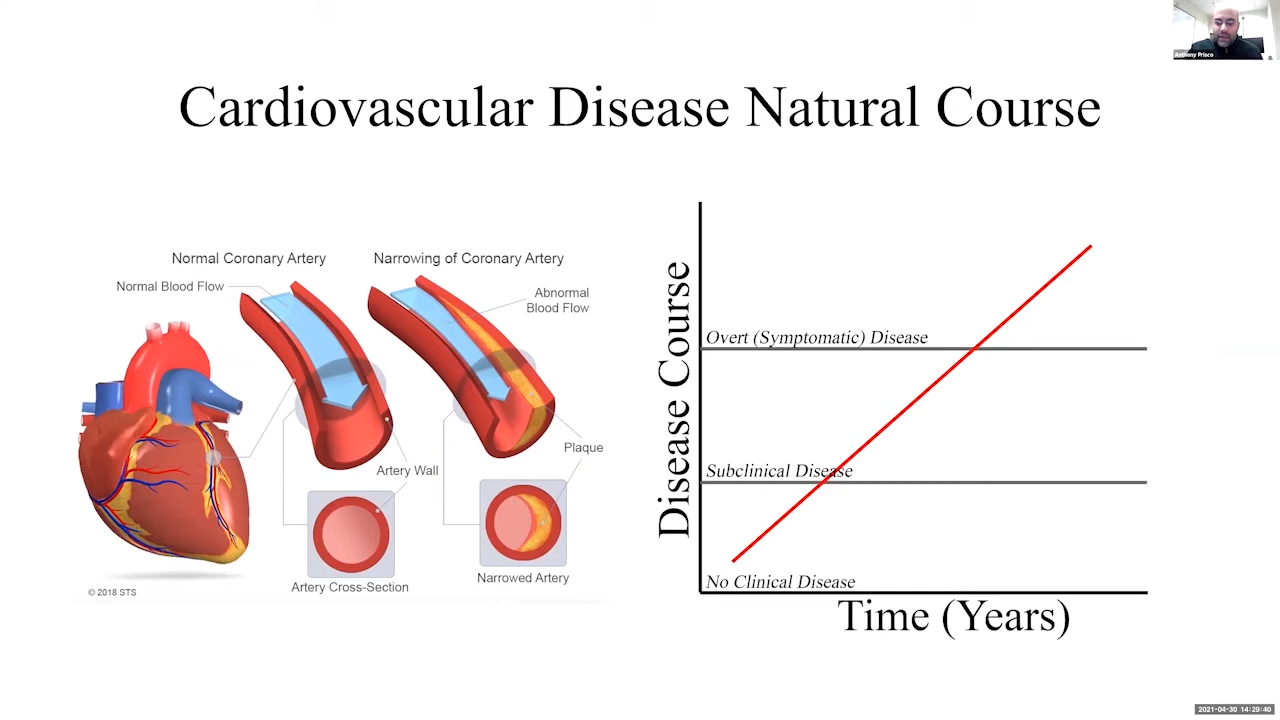 Anthony Prisco
Cardiovascular Disease Natural Course
Normal Coronary Artery
Narrowing of Coronary Artery
Normal Blood Flow
Abnormal
Blood Flow
Plaque
Artery Wall
Artery Cross-Section
Narrowed Artery
© 2018 STS
Disease Course
Overt (Symptomatic) Disease
Subclinical Disease
No Clinical Disease
Time (Years)
2021-04-30 14:29:40